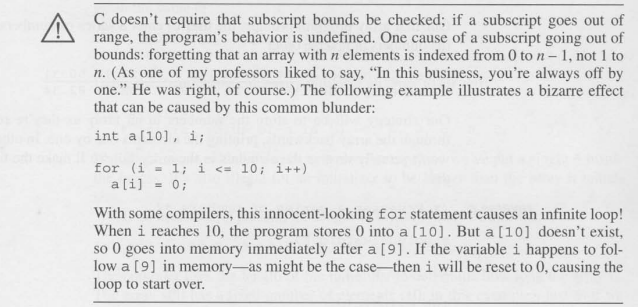 C doesn't require that subscript bounds be checked; if a subscript goes out of
range, the program's behavior is undefined. One cause of a subscript going out of
bounds: forgetting that an array with n elements is indexed from 0 to n – 1, not 1 to
n. (As one of my professors liked to say, "In this business, you're always off by
one." He was right, of course.) The following example illustrates a bizarre effect
that can be caused by this common blunder:
int a[10], i;
for (i = 1; i <= 10; i++)
  a[i] = 0;
With some compilers, this innocent-looking for statement causes an infinite loop!
When i reaches 10, the program stores 0 into a[10]. But a[10] doesn't exist,
so 0 goes into memory immediately after a[9]. If the variable i happens to fol-
low a[9] in memory—as might be the case—then i will be reset to 0, causing the
loop to start over.